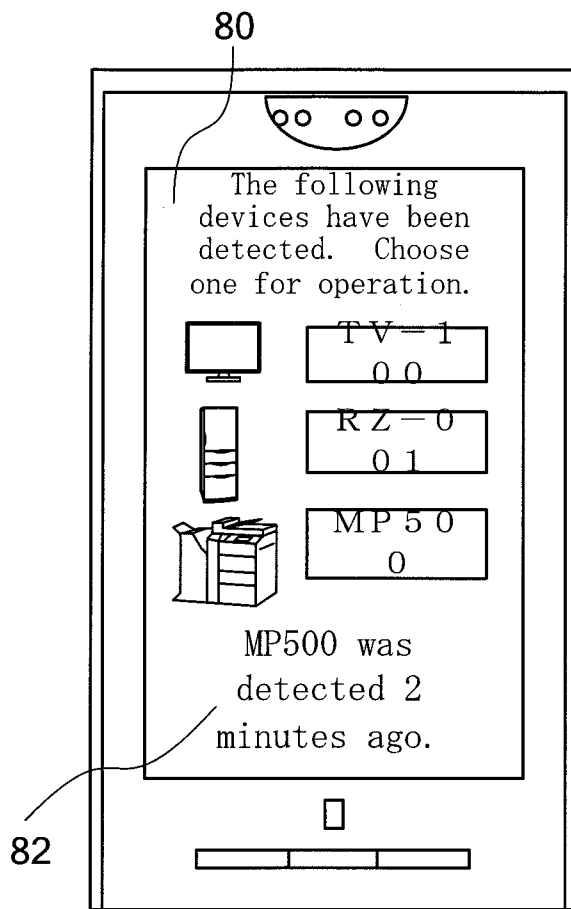 80
The following
devices have been
detected. Choose
one for operation.
TV-1
00
RZ-0
01
MP50
0
MP500 was
detected 2
minutes ago.
82